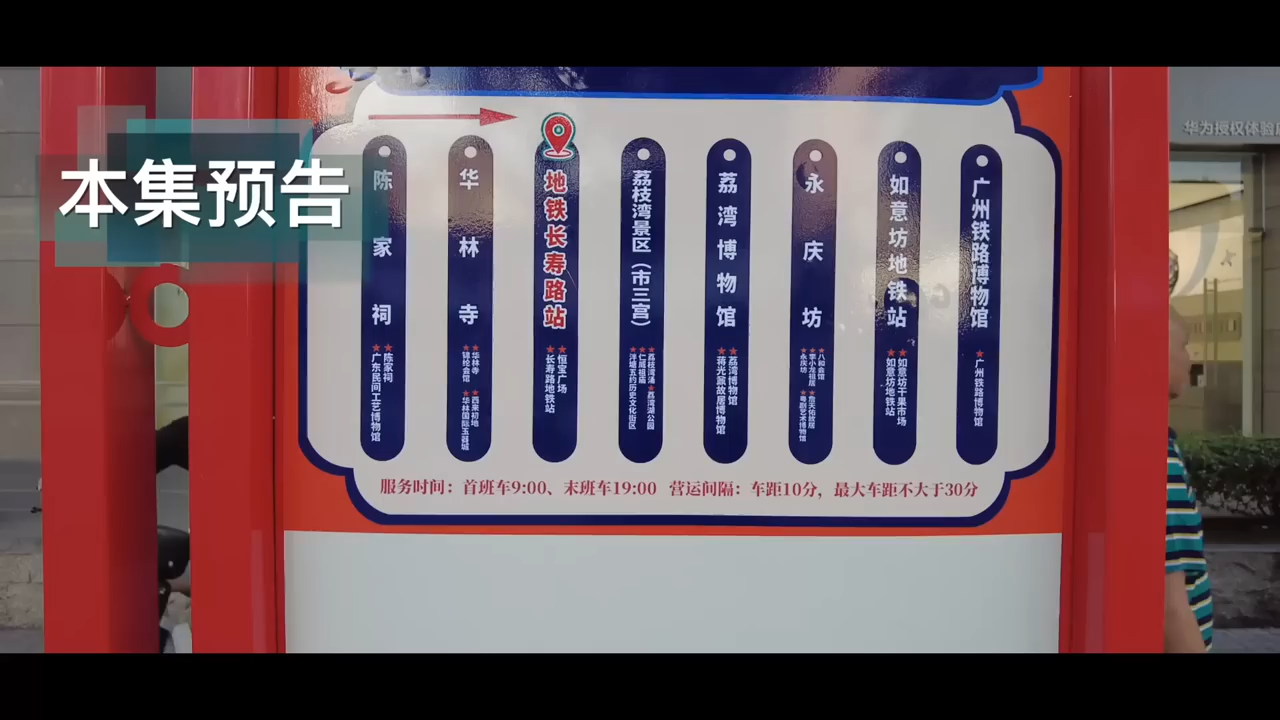 本集预告
华为授权体验店
陈家祠
★陈家祠
★广东民间工艺博物馆
华林寺
★华林寺 ★西来初地
★锦纶会馆 ★华林国际玉器城
地铁长寿路站
★恒宝广场
★长寿路地铁站
荔枝湾景区（市三宫）
★荔枝湾涌 ★荔湾湖公园
★仁威祖庙
★泮塘五约历史文化街区
荔湾博物馆
★荔湾博物馆
★蒋光鼐故居博物馆
永庆坊
★八和会馆
★李小龙祖居 ★詹天佑故居
★永庆坊 ★粤剧艺术博物馆
如意坊地铁站
★如意坊干果市场
★如意坊地铁站
广州铁路博物馆
★广州铁路博物馆
服务时间：首班车9:00、末班车19:00 营运间隔：车距10分，最大车距不大于30分